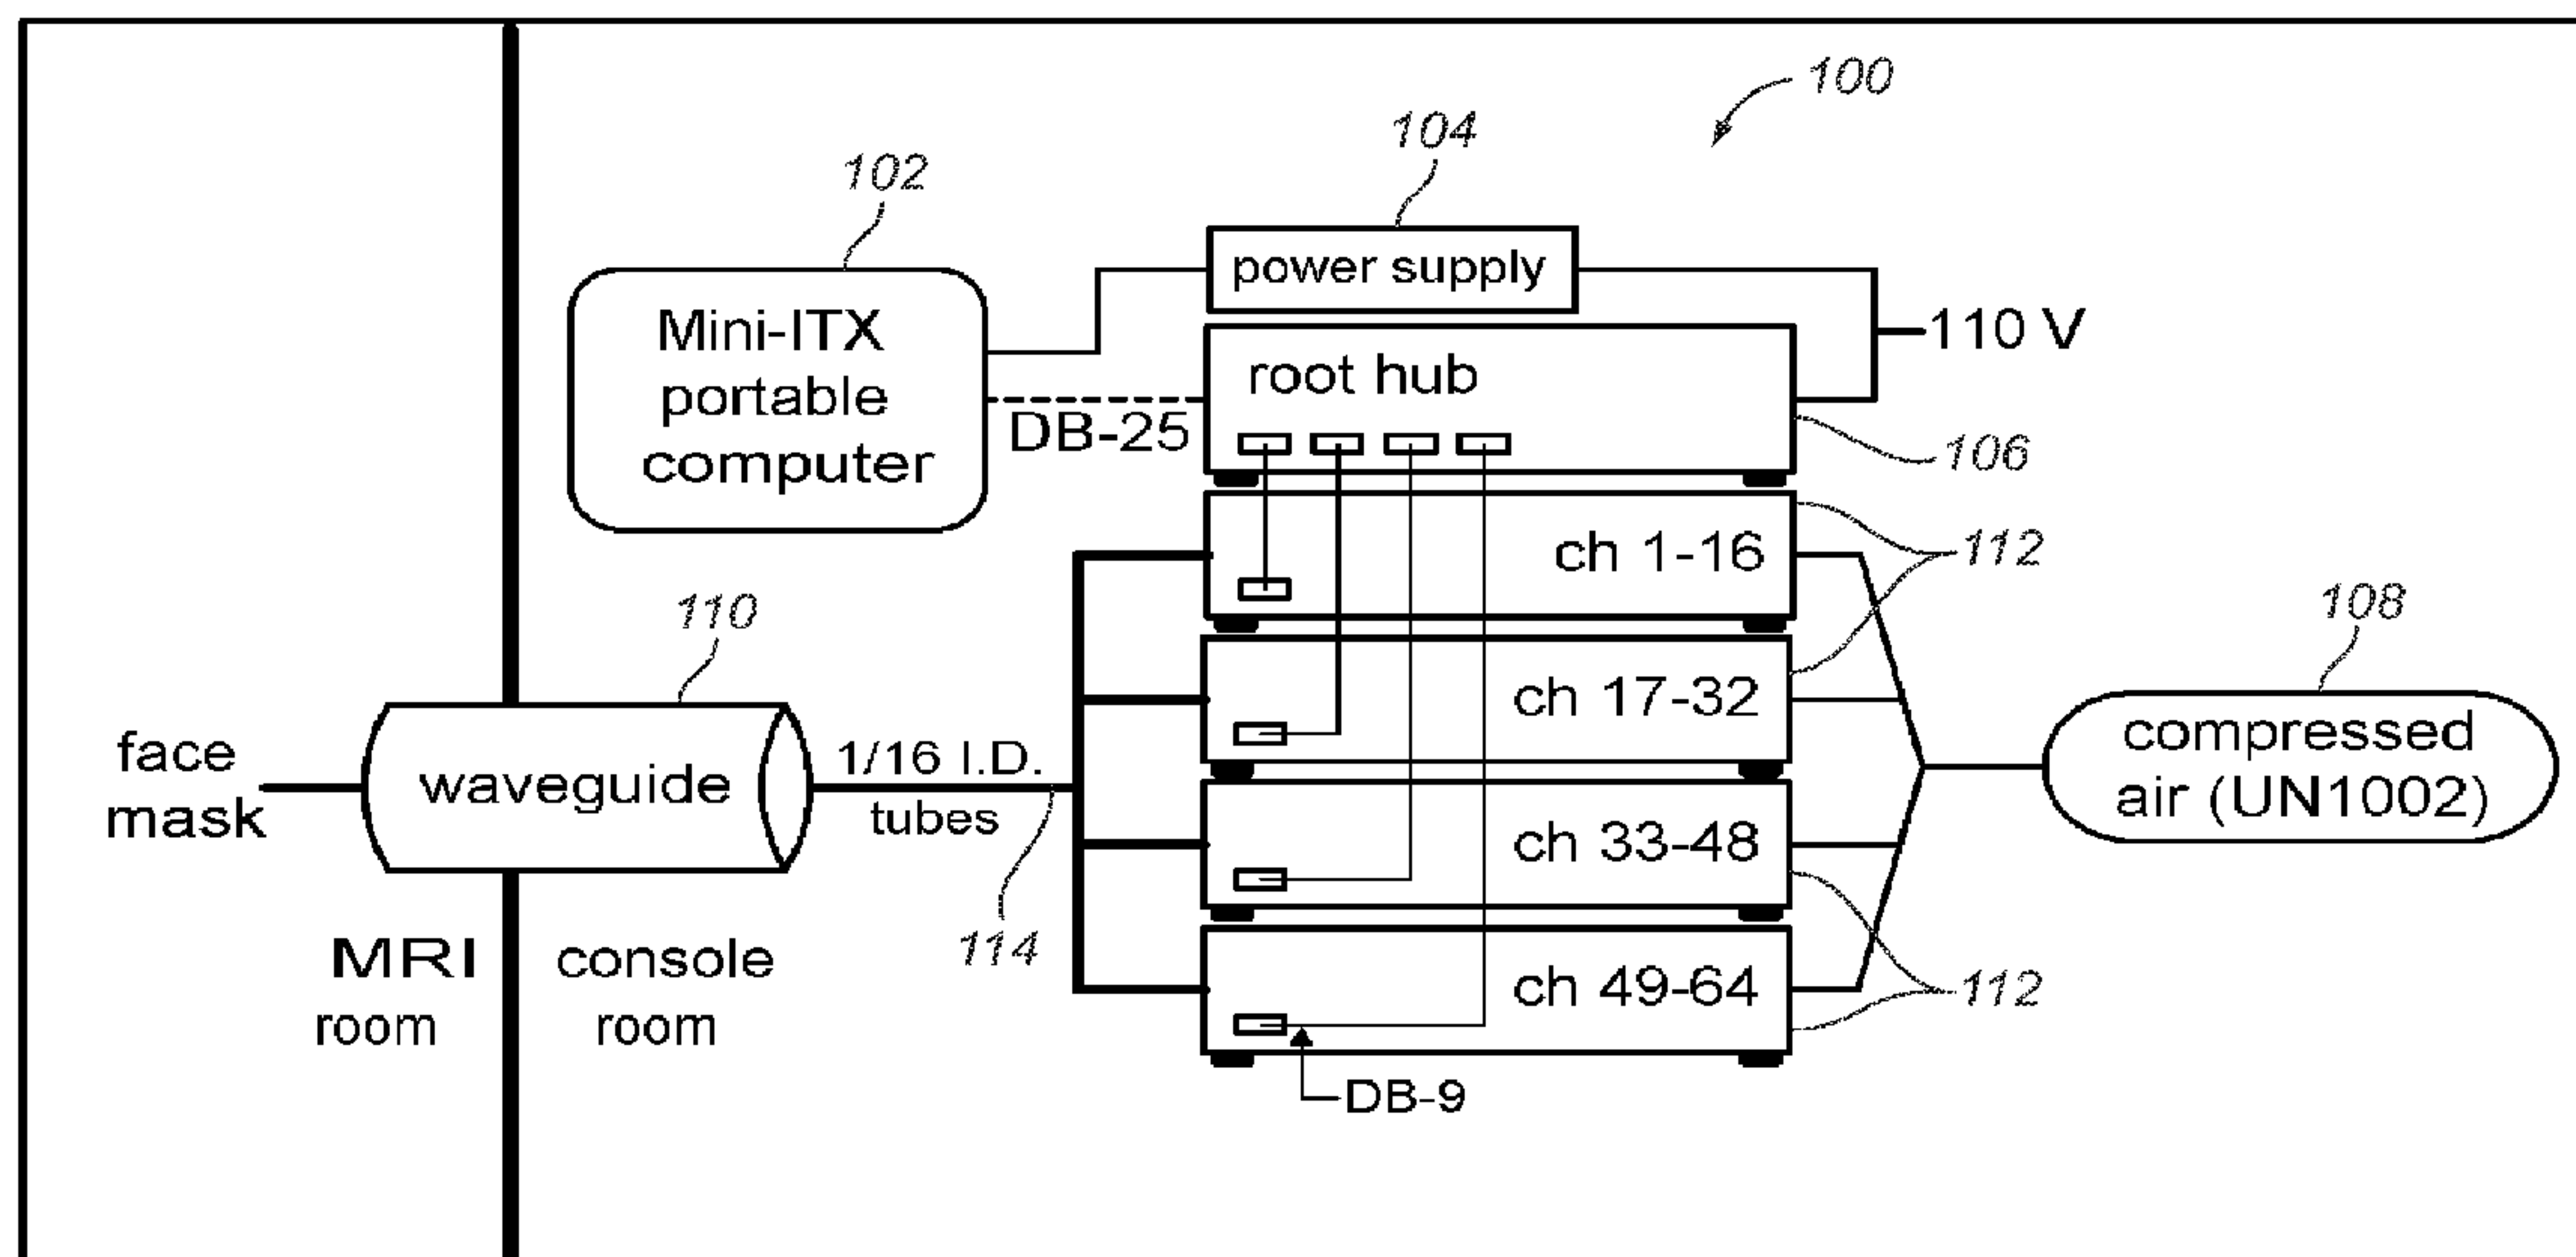 100
104
102
power supply
Mini-ITX
portable
computer
110 V
root hub
DB-25
106
ch 1-16
112
110
108
ch 17-32
face
mask
waveguide
1/16 I.D.
tubes
compressed
air (UN1002)
ch 33-48
114
MRI
room
console
room
ch 49-64
112
DB-9